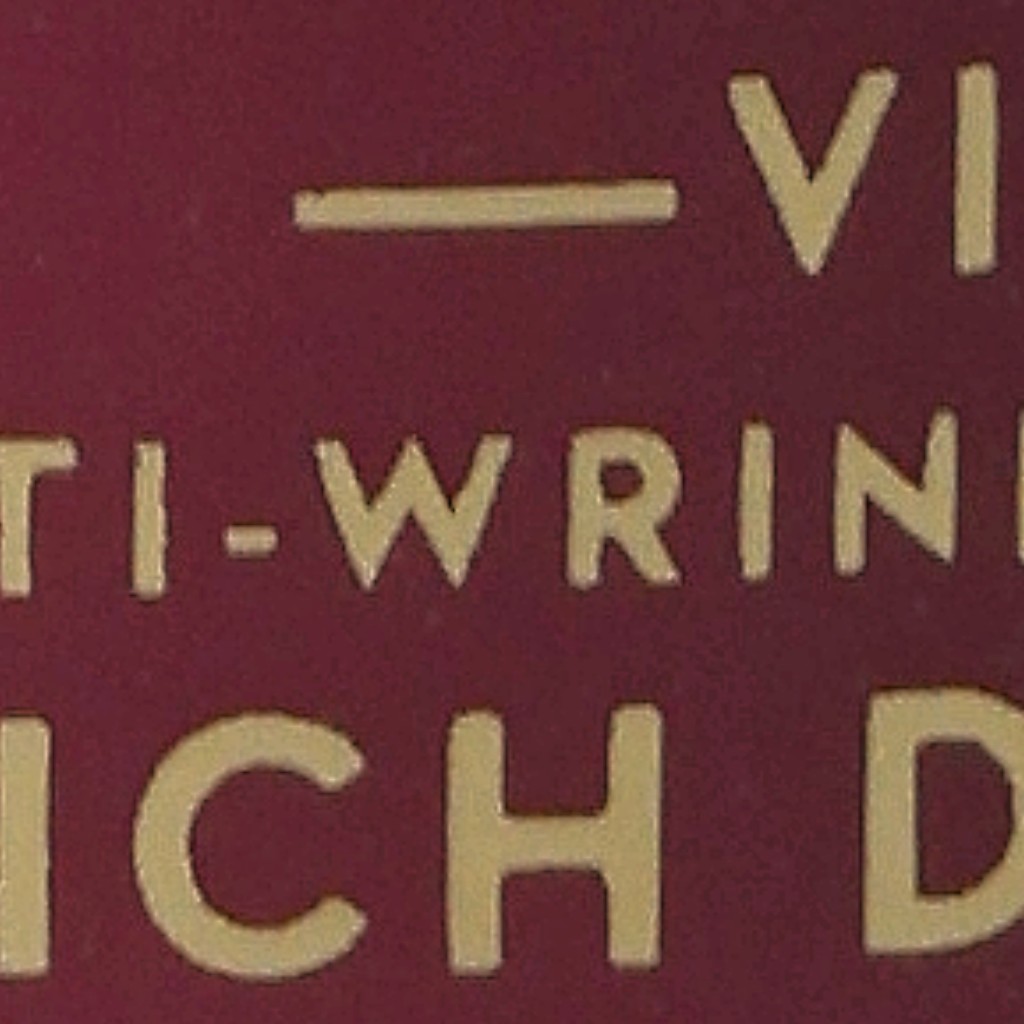 — VI
TI-WRIN
ICH D